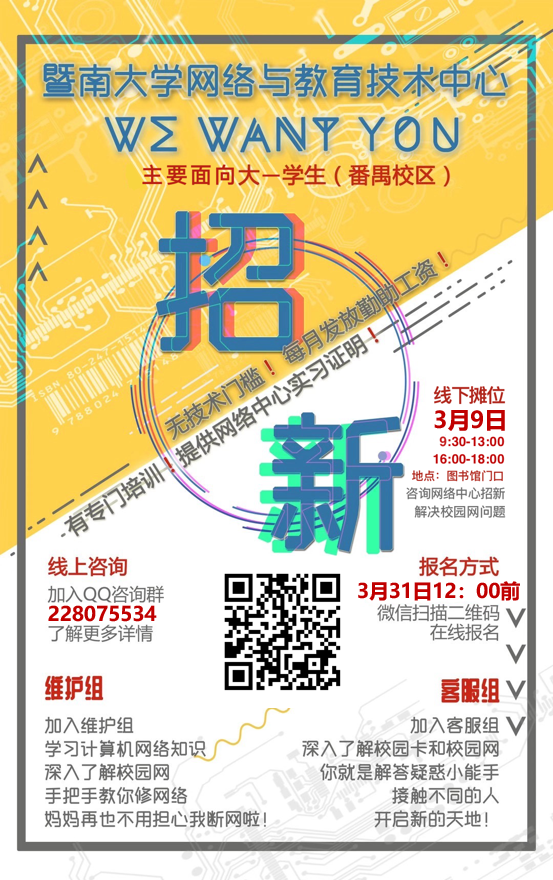 暨南大学网络与教育技术中心
WE WANT YOU
主要面向大一学生（番禺校区）
招
新
无技术门槛！每月发放勤助工资！
有专门培训！提供网络中心实习证明！
线下摊位
3月9日
9:30-13:00
16:00-18:00
地点：图书馆门口
咨询网络中心招新
解决校园网问题
线上咨询
加入QQ咨询群
228075534
了解更多详情
报名方式
3月31日12：00前
微信扫描二维码
在线报名
维护组
加入维护组
学习计算机网络知识
深入了解校园网
手把手教你修网络
妈妈再也不用担心我断网啦！
客服组
加入客服组
深入了解校园卡和校园网
你就是解答疑惑小能手
接触不同的人
开启新的天地！